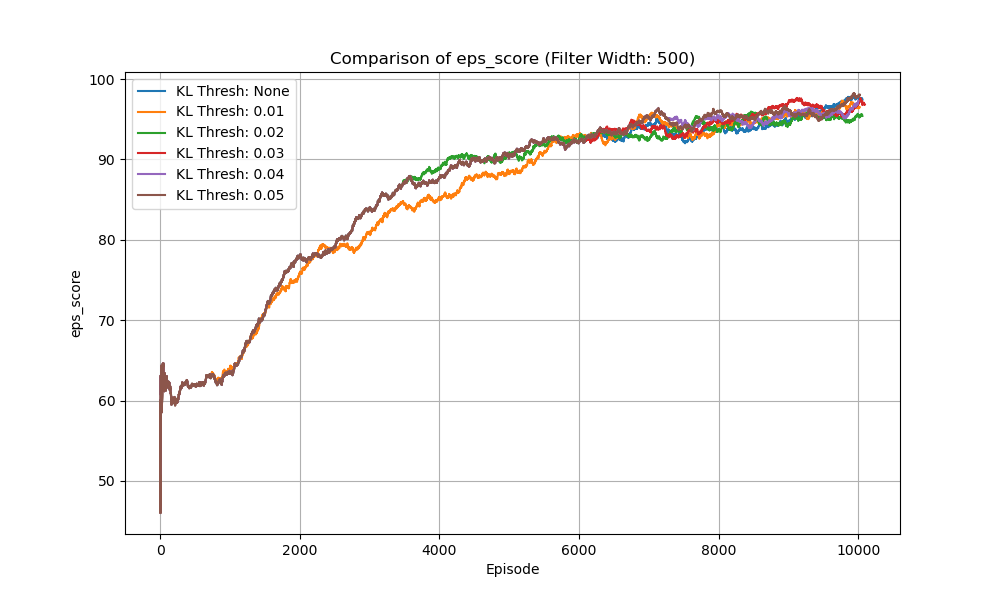 Comparison of eps_score (Filter Width: 500)
KL Thresh: None
KL Thresh: 0.01
KL Thresh: 0.02
KL Thresh: 0.03
KL Thresh: 0.04
KL Thresh: 0.05
100
90
80
70
60
50
eps_score
0 2000 4000 6000 8000 10000
Episode